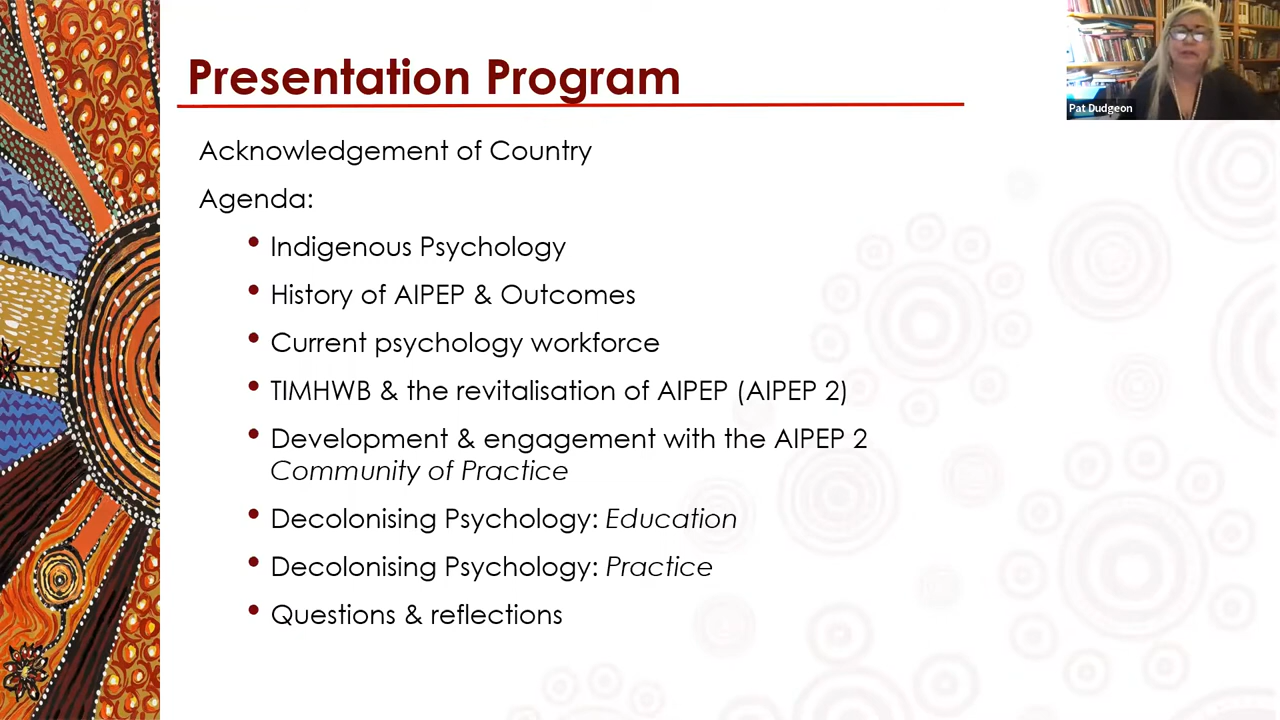 Presentation Program
Pat Dudgeon
Acknowledgement of Country
Agenda:
• Indigenous Psychology
• History of AIPEP & Outcomes
• Current psychology workforce
• TIMHWB & the revitalisation of AIPEP (AIPEP 2)
• Development & engagement with the AIPEP 2
Community of Practice
• Decolonising Psychology: Education
• Decolonising Psychology: Practice
• Questions & reflections